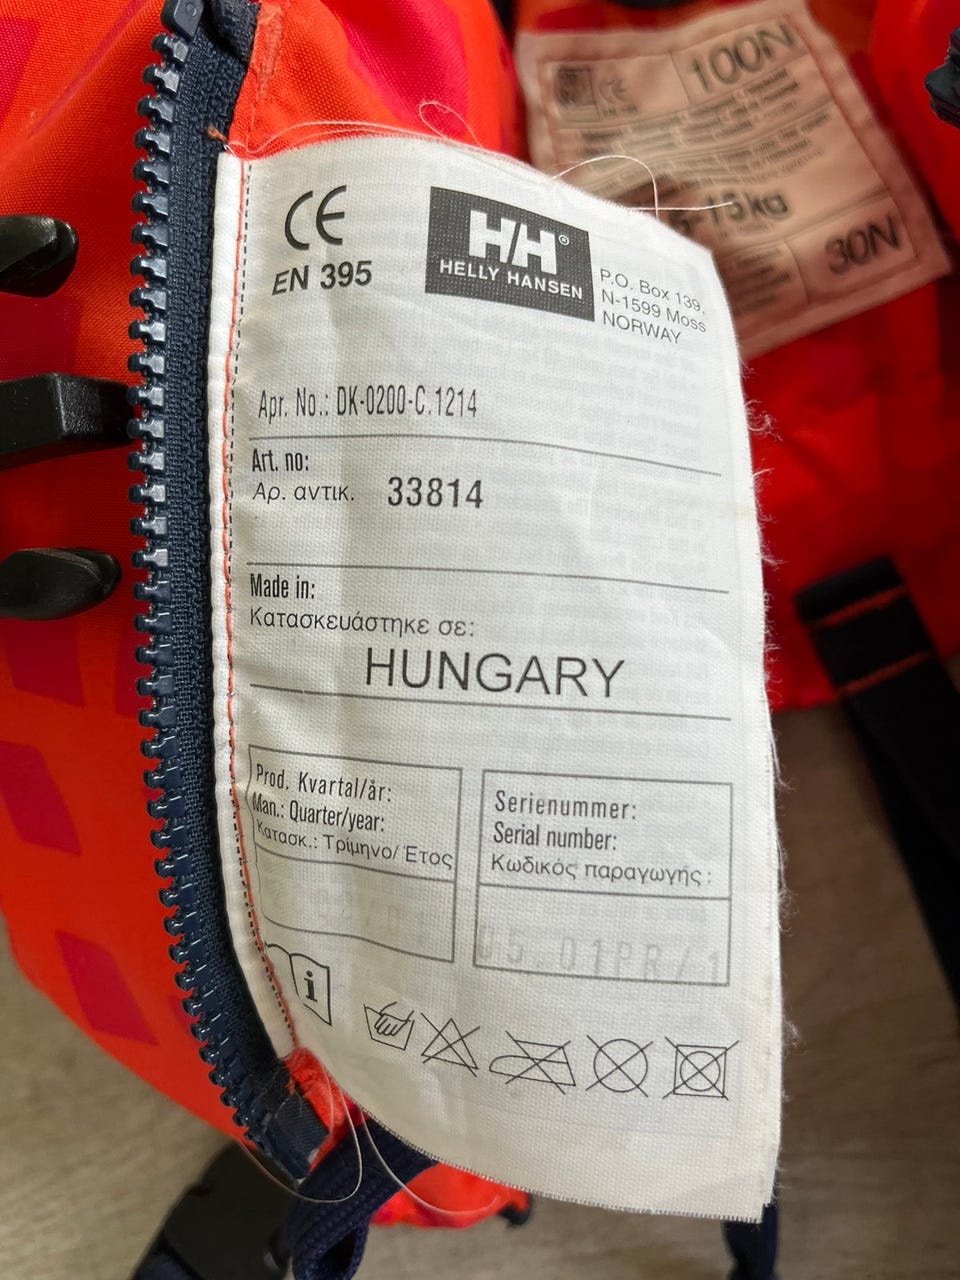 CE
EN 395
HH®
HELLY HANSEN
P.O. Box 139,
N-1599 Moss
NORWAY
Apr. No.: DK-0200-C.1214
Art. no:
Αρ. αντικ. 33814
Made in:
Κατασκευάστηκε σε:
HUNGARY
Prod. Kvartal/år:
Man.: Quarter/year:
Κατασκ.: Τρίμηνο/ Έτος
Serienummer:
Serial number:
Κωδικός παραγωγής:
i
CE
100N
30N